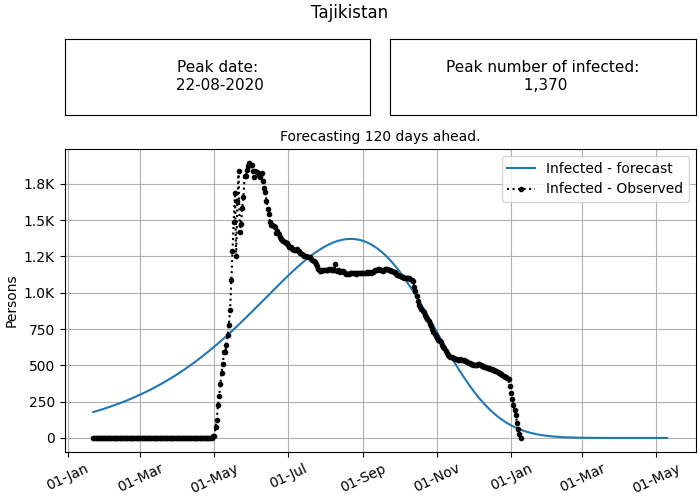 Tajikistan
Peak date:
22-08-2020
Peak number of infected:
1,370
Forecasting 120 days ahead.
Infected - forecast
Infected - Observed
Persons
1.8K
1.5K
1.2K
1.0K
750
500
250
0
01-Jan
01-Mar
01-May
01-Jul
01-Sep
01-Nov
01-Jan
01-Mar
01-May